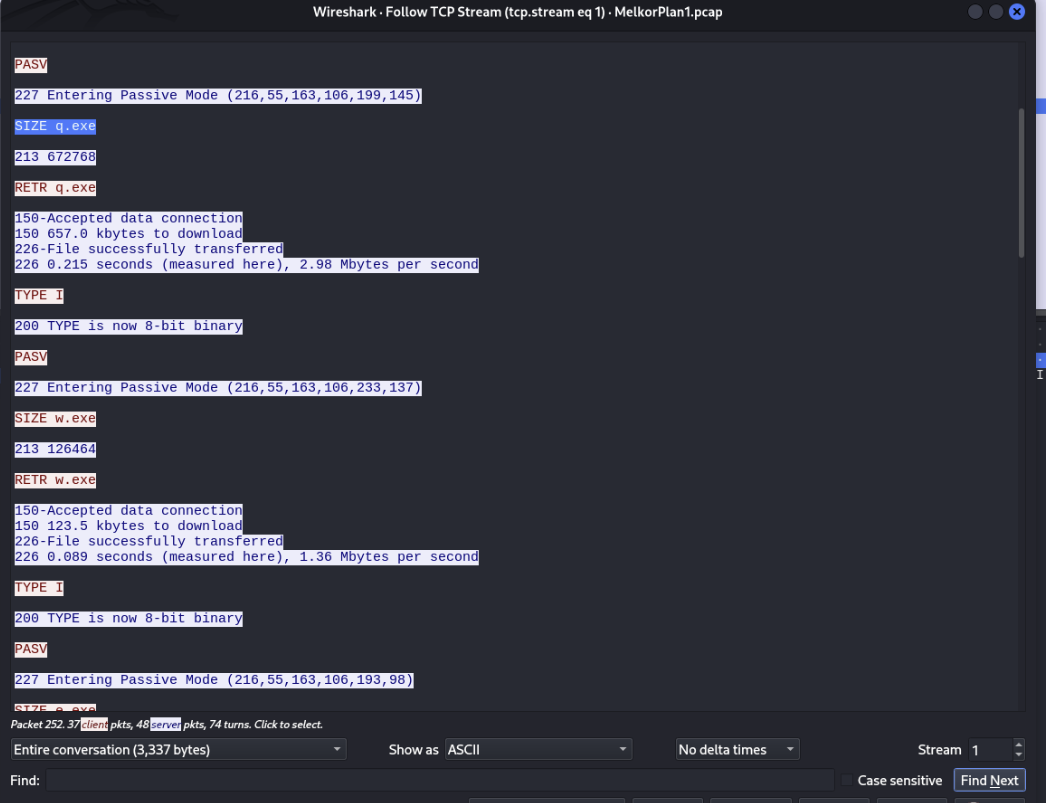 Wireshark · Follow TCP Stream (tcp.stream eq 1) · MelkorPlan1.pcap
PASV
227 Entering Passive Mode (216,55,163,106,199,145)
SIZE q.exe
213 672768
RETR q.exe
150-Accepted data connection
150 657.0 kbytes to download
226-File successfully transferred
226 0.215 seconds (measured here), 2.98 Mbytes per second
TYPE I
200 TYPE is now 8-bit binary
PASV
227 Entering Passive Mode (216,55,163,106,233,137)
SIZE w.exe
213 126464
RETR w.exe
150-Accepted data connection
150 123.5 kbytes to download
226-File successfully transferred
226 0.089 seconds (measured here), 1.36 Mbytes per second
TYPE I
200 TYPE is now 8-bit binary
PASV
227 Entering Passive Mode (216,55,163,106,193,98)
SIZE e.exe
Packet 252. 37 client pkts, 48 server pkts, 74 turns. Click to select.
Entire conversation (3,337 bytes) Show as ASCII No delta times Stream 1
Find: Case sensitive Find Next